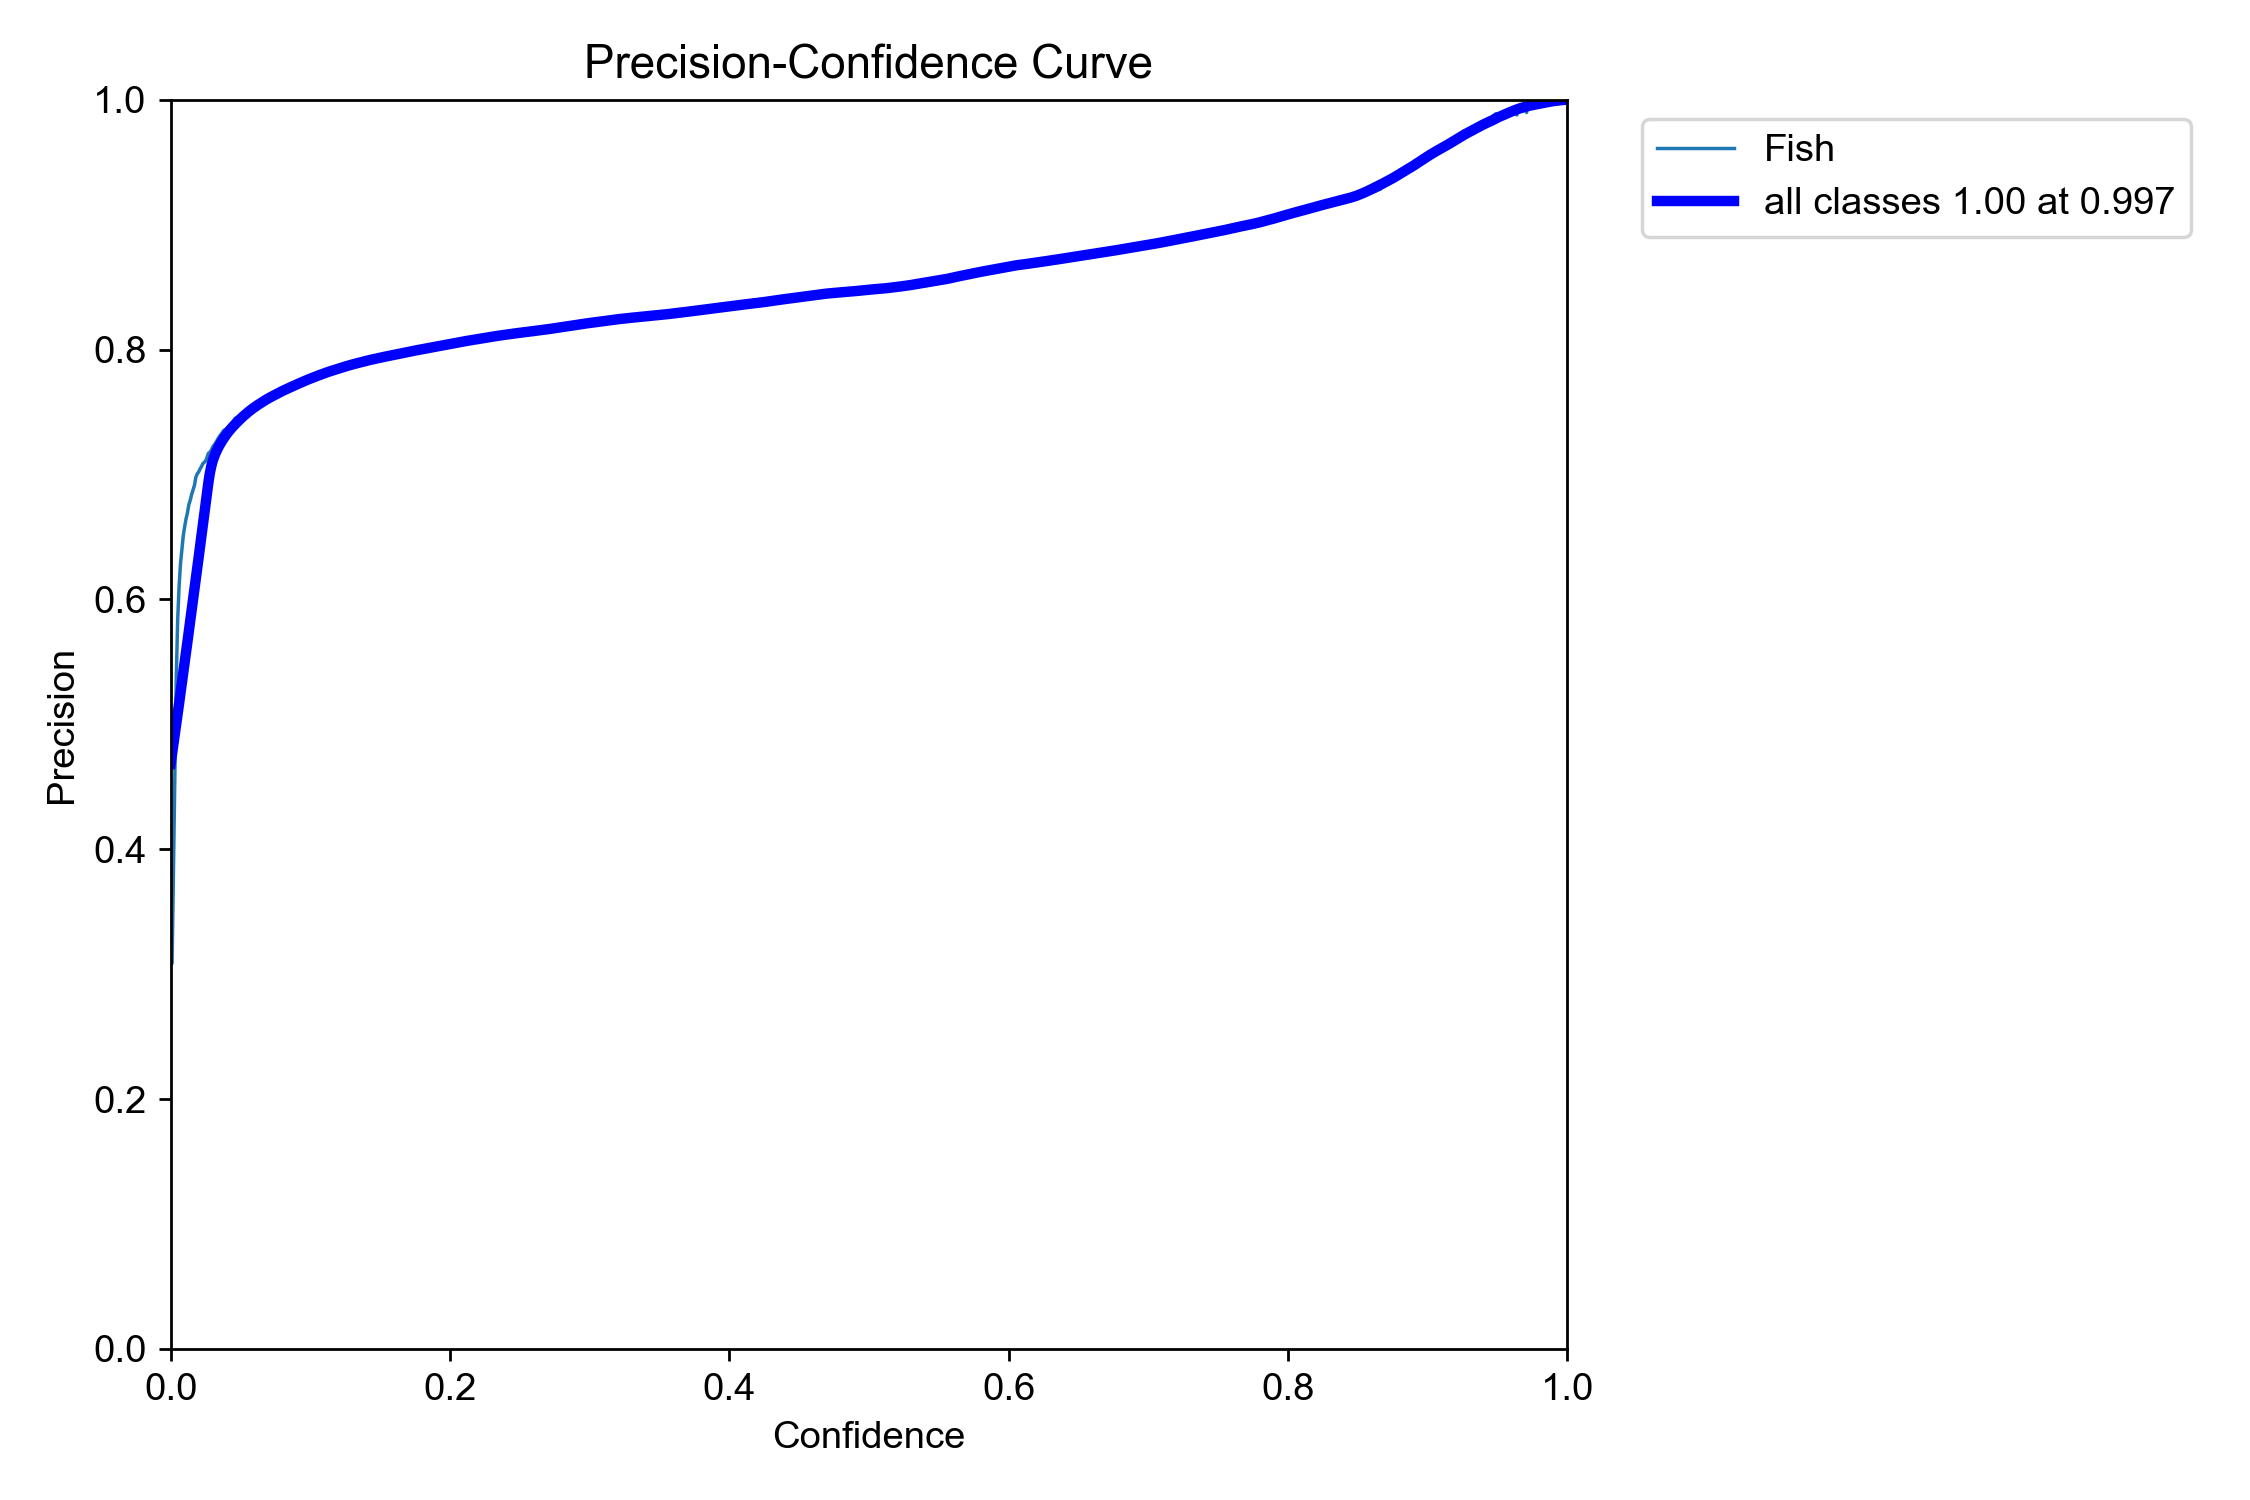 Precision-Confidence Curve
Fish
all classes 1.00 at 0.997
1.0
0.8
0.6
0.4
0.2
0.0
Precision
0.0 0.2 0.4 0.6 0.8 1.0
Confidence